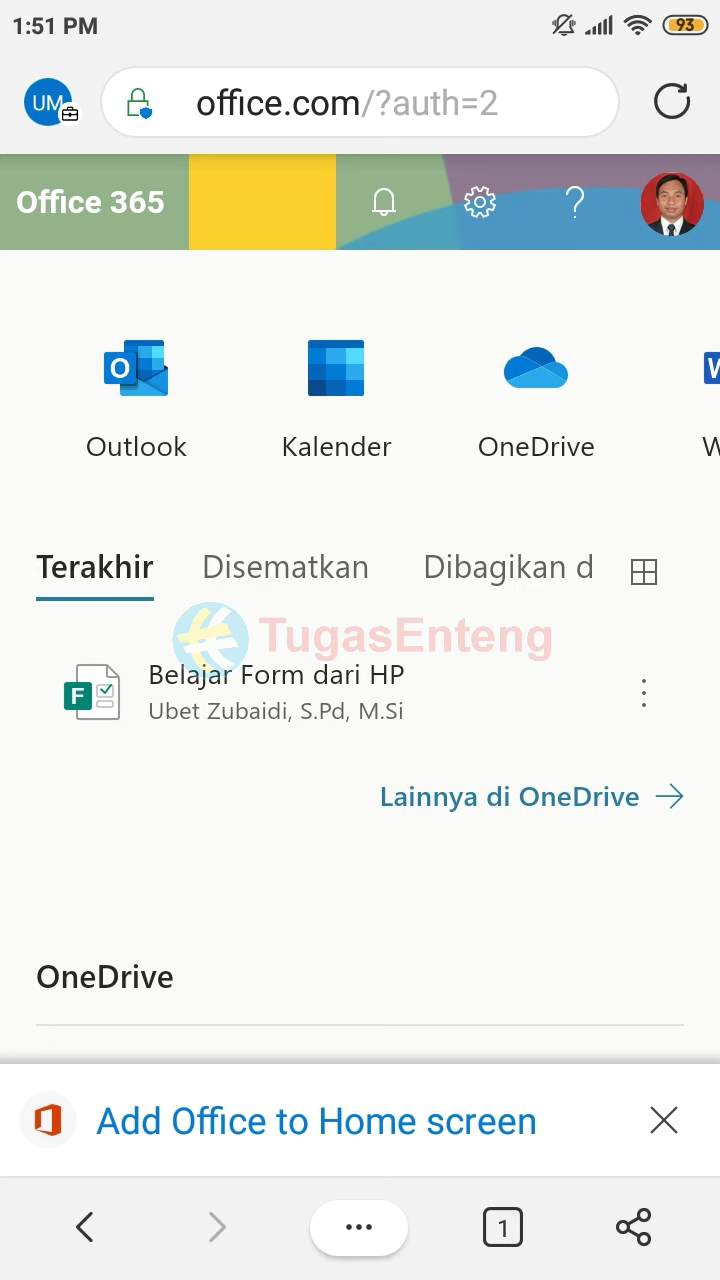 1:51 PM
93
UM
office.com/?auth=2
Office 365
Outlook
Kalender
OneDrive
W
Terakhir
Disematkan
Dibagikan d
TugasEnteng
Belajar Form dari HP
Ubet Zubaidi, S.Pd, M.Si
Lainnya di OneDrive
OneDrive
Add Office to Home screen
1